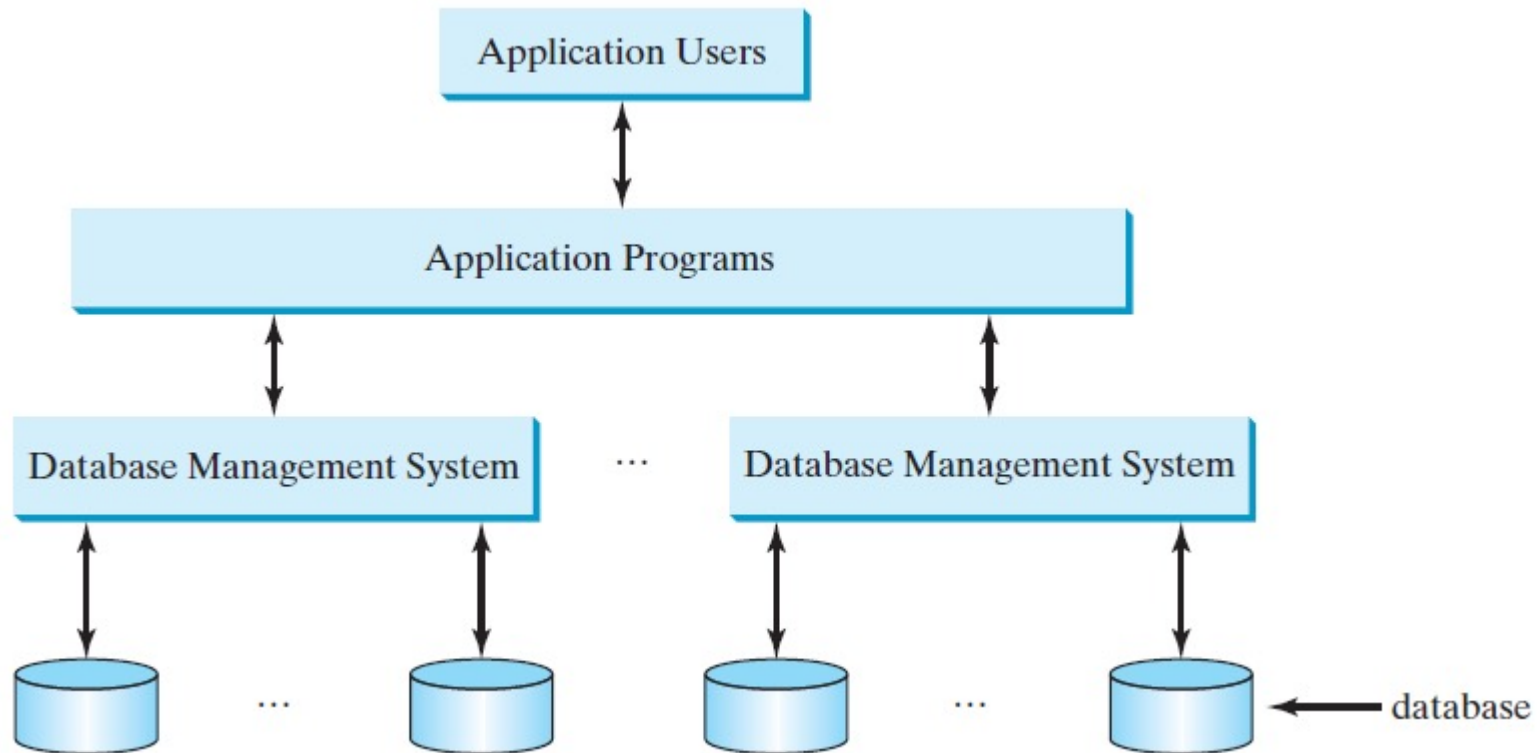 Application Users
Application Programs
Database Management System ... Database Management System
... ... database